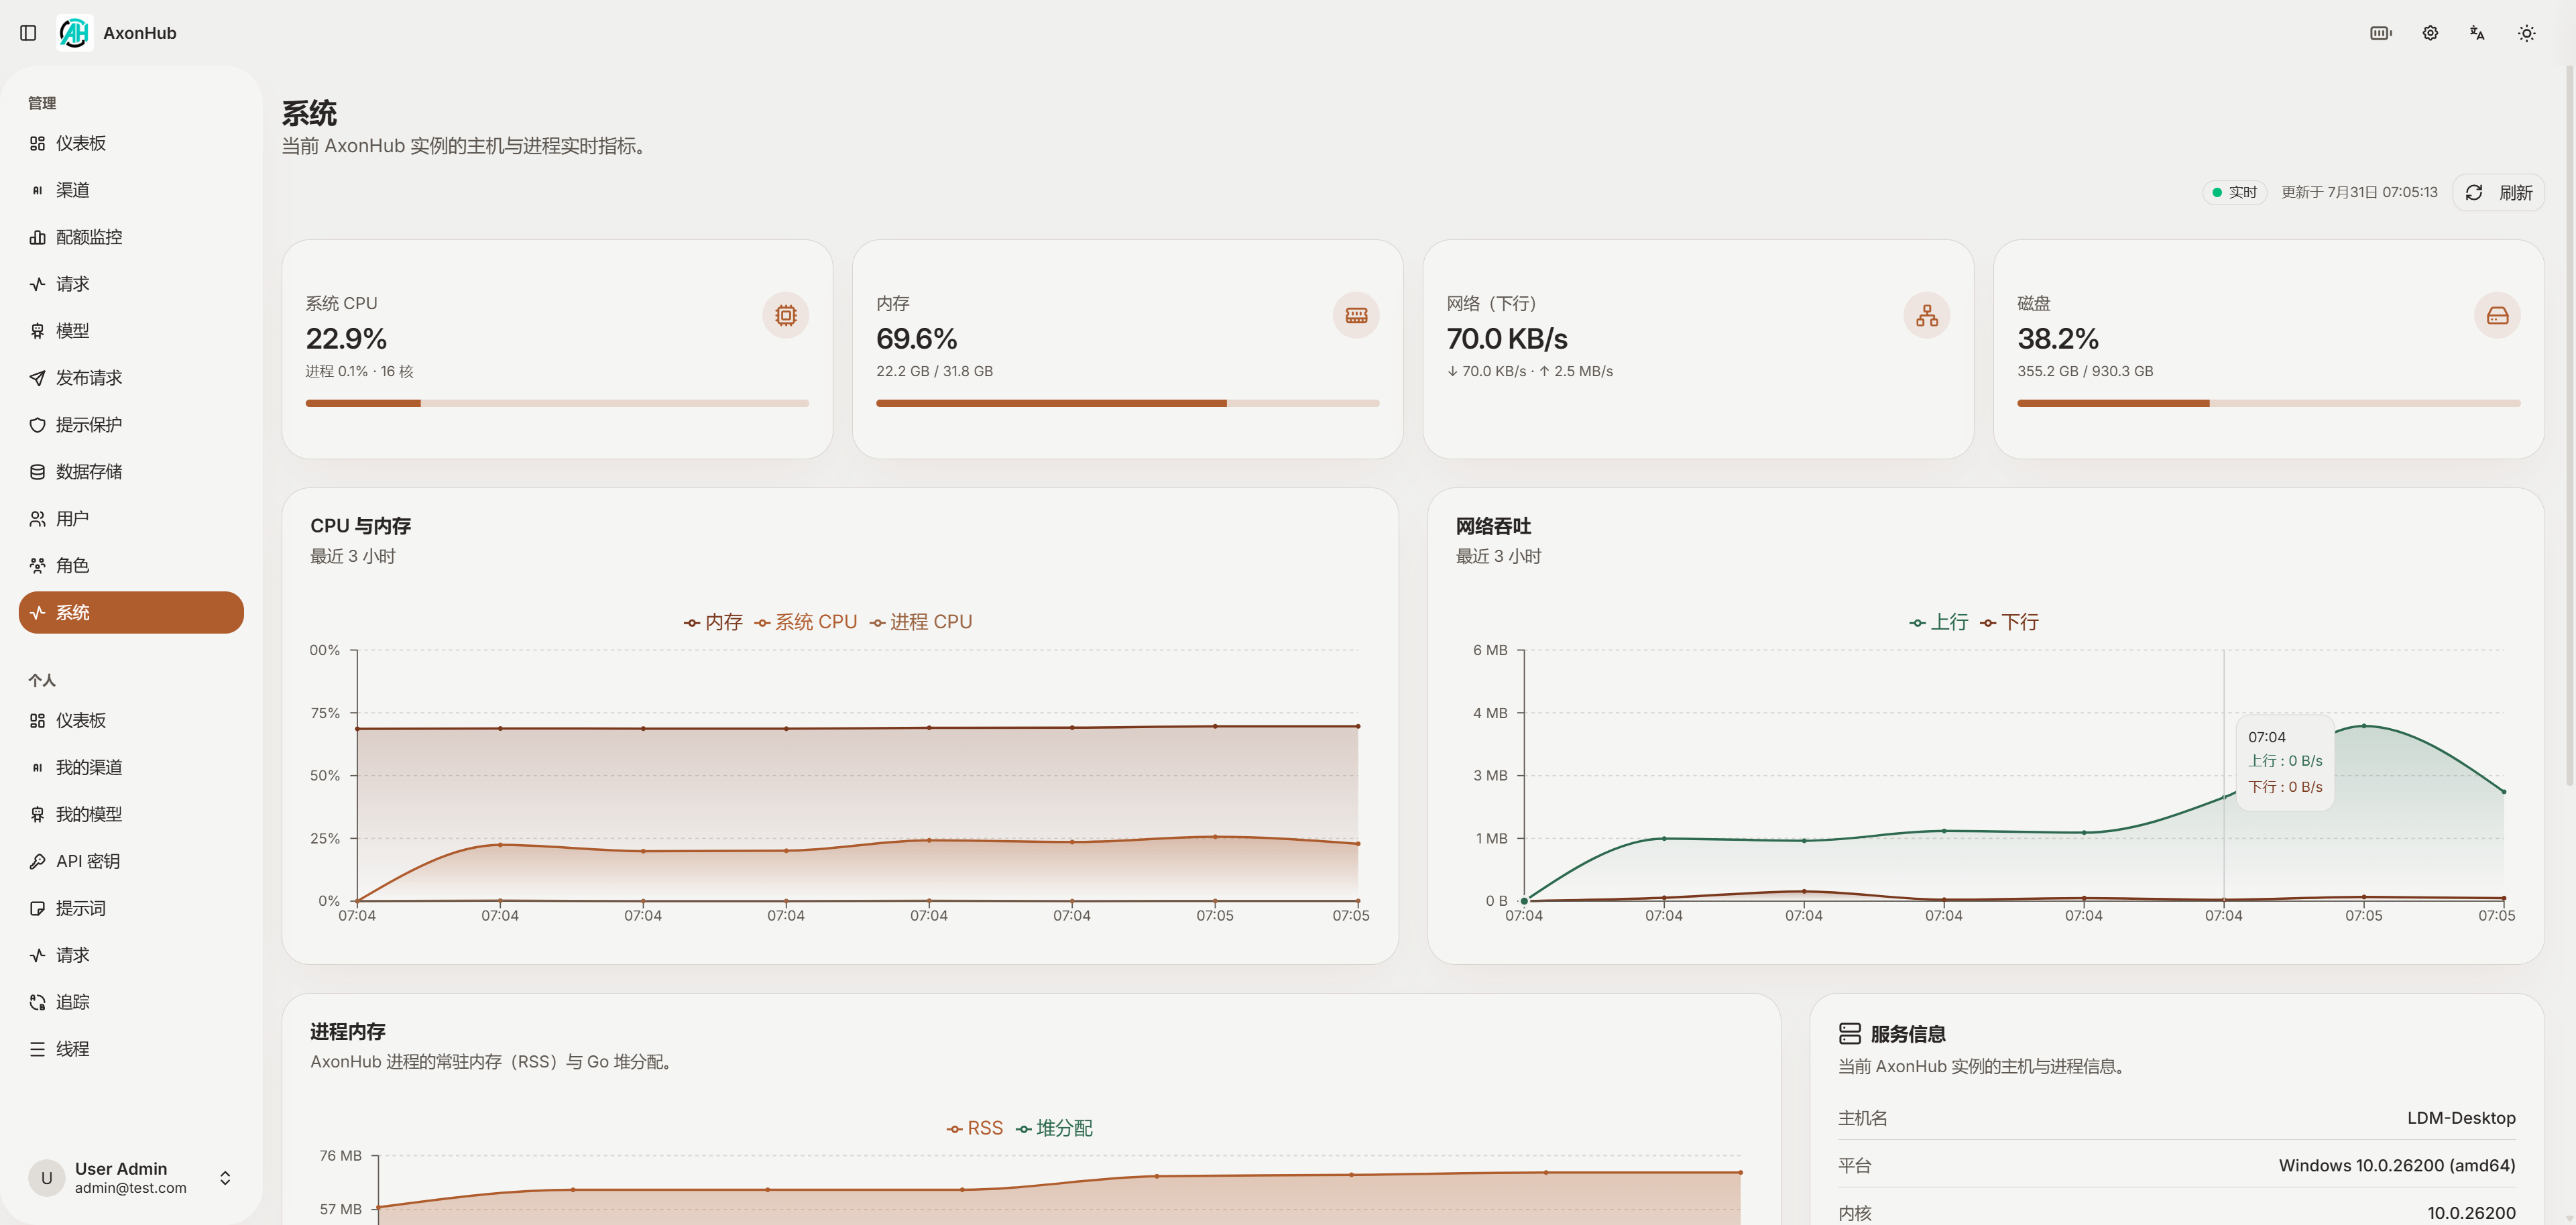 AxonHub
管理
仪表板
渠道
配额监控
请求
模型
发布请求
提示保护
数据存储
用户
角色
系统
个人
仪表板
我的渠道
我的模型
API 密钥
提示词
请求
追踪
线程
U
User Admin
admin@test.com
系统
当前 AxonHub 实例的主机与进程实时指标。
实时
更新于 7月31日 07:05:13
刷新
系统 CPU
22.9%
进程 0.1% · 16 核
内存
69.6%
22.2 GB / 31.8 GB
网络（下行）
70.0 KB/s
↓ 70.0 KB/s · ↑ 2.5 MB/s
磁盘
38.2%
355.2 GB / 930.3 GB
CPU 与内存
最近 3 小时
内存 系统 CPU 进程 CPU
00%
75%
50%
25%
0%
07:04 07:04 07:04 07:04 07:04 07:04 07:05 07:05
网络吞吐
最近 3 小时
上行 下行
6 MB
4 MB
3 MB
1 MB
0 B
07:04
上行 : 0 B/s
下行 : 0 B/s
07:04 07:04 07:04 07:04 07:04 07:04 07:05 07:05
进程内存
AxonHub 进程的常驻内存（RSS）与 Go 堆分配。
RSS 堆分配
76 MB
57 MB
服务信息
当前 AxonHub 实例的主机与进程信息。
主机名 LDM-Desktop
平台 Windows 10.0.26200 (amd64)
内核 10.0.26200